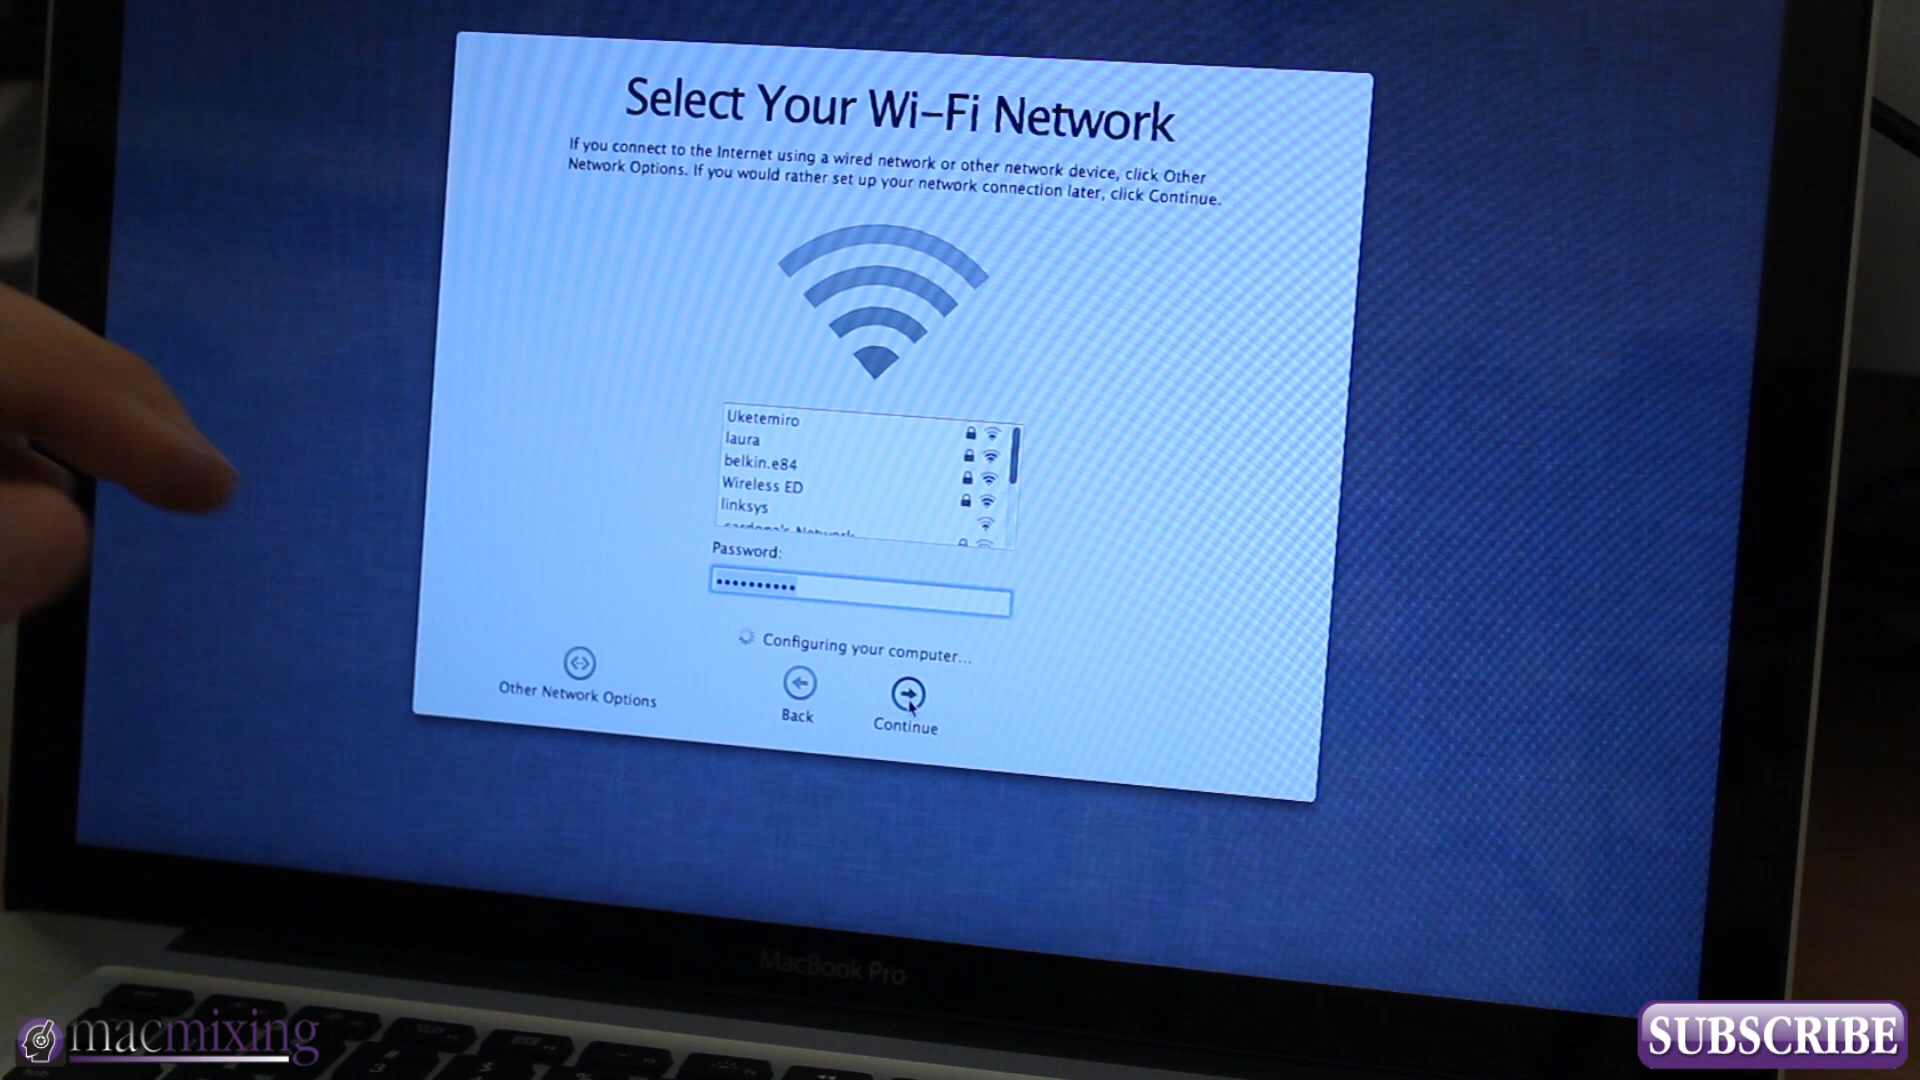 Select Your Wi-Fi Network
If you connect to the Internet using a wired network or other network device, click Other
Network Options. If you would rather set up your network connection later, click Continue.
Uketemiro
laura
belkin.e84
Wireless ED
linksys
Network
Password:
Configuring your computer...
Other Network Options
Back
Continue
MacBook Pro
macmixing
SUBSCRIBE